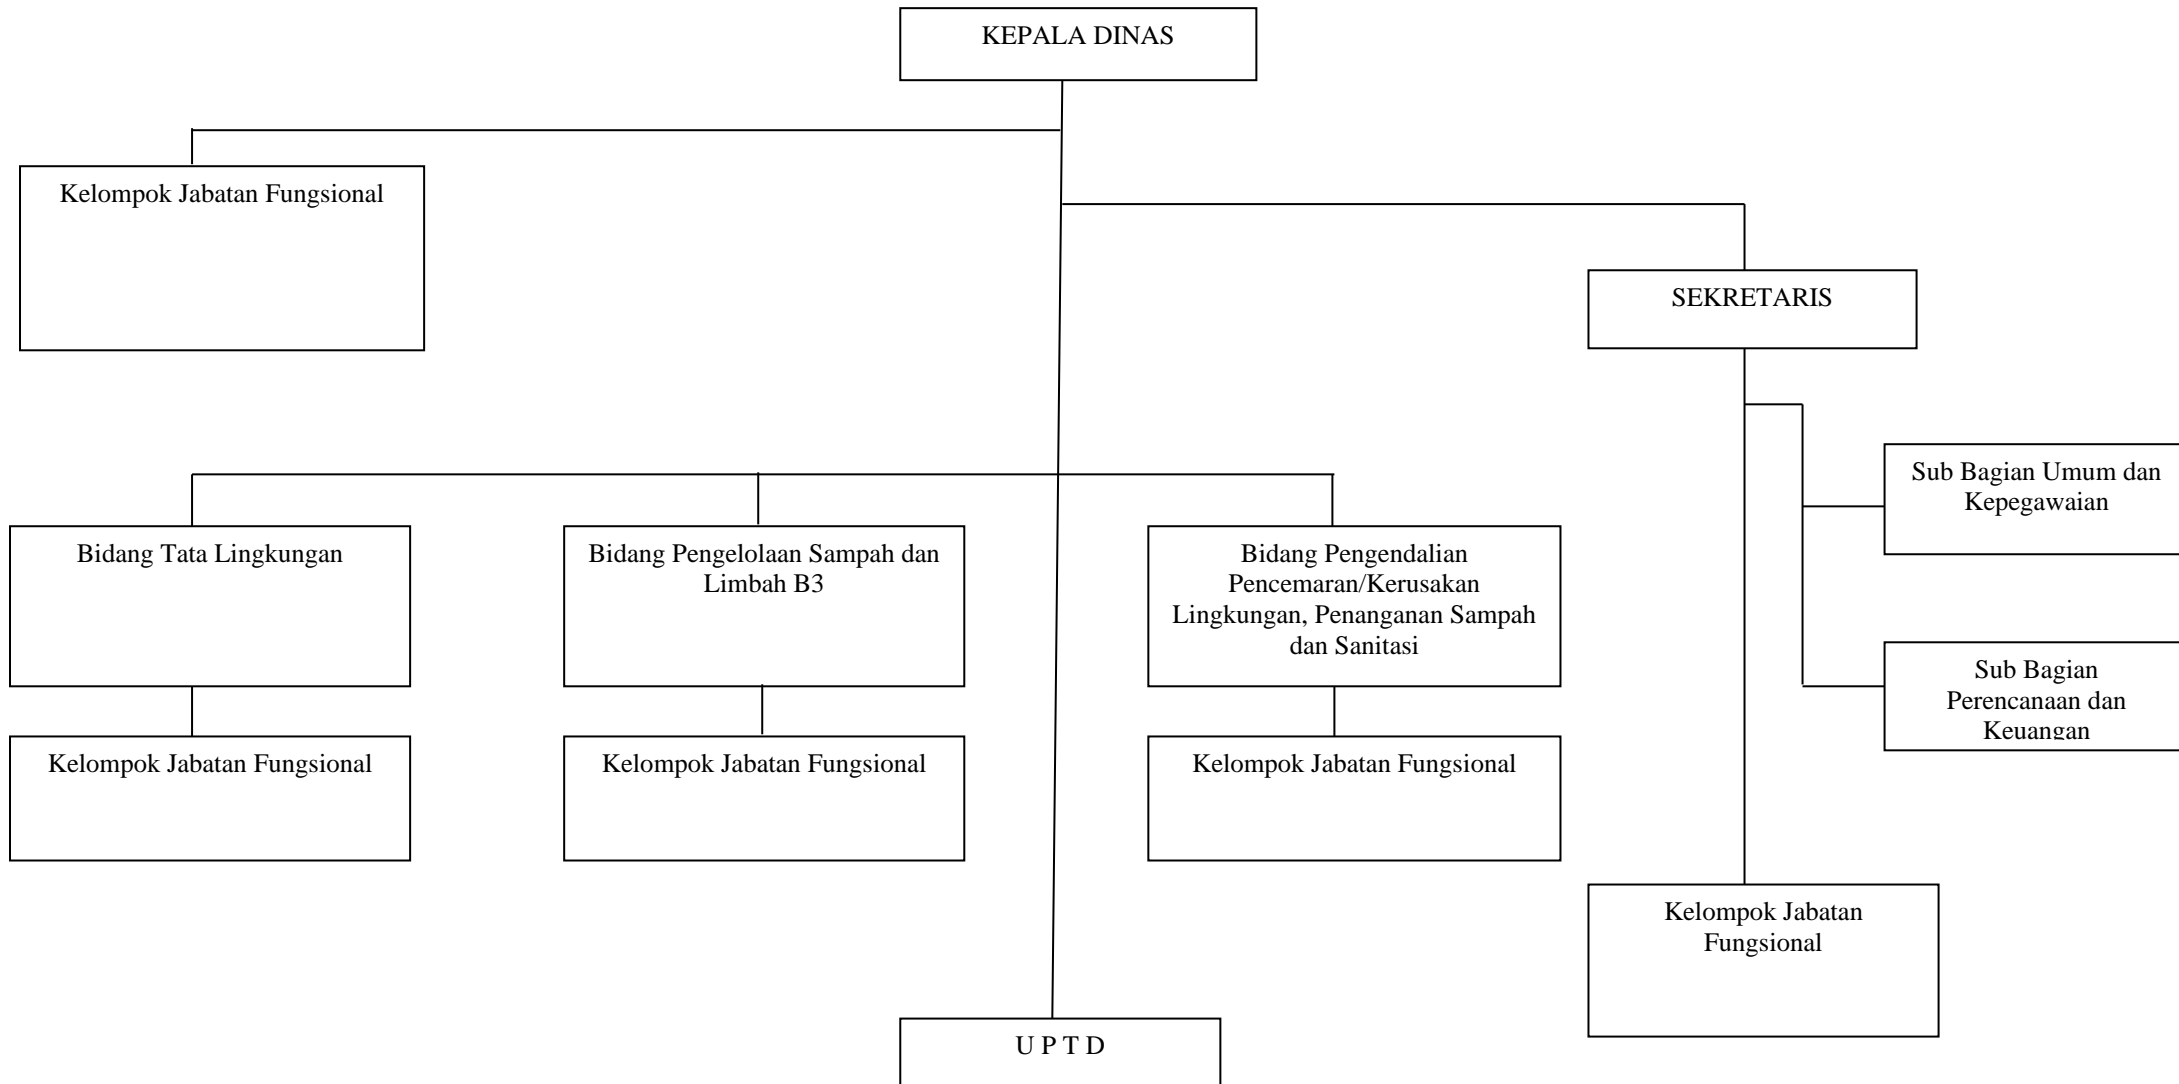 KEPALA DINAS
Kelompok Jabatan Fungsional
SEKRETARIS
Sub Bagian Umum dan
Kepegawaian
Bidang Tata Lingkungan
Bidang Pengelolaan Sampah dan
Limbah B3
Bidang Pengendalian
Pencemaran/Kerusakan
Lingkungan, Penanganan Sampah
dan Sanitasi
Sub Bagian
Perencanaan dan
Keuangan
Kelompok Jabatan Fungsional
Kelompok Jabatan Fungsional
Kelompok Jabatan Fungsional
Kelompok Jabatan
Fungsional
U P T D